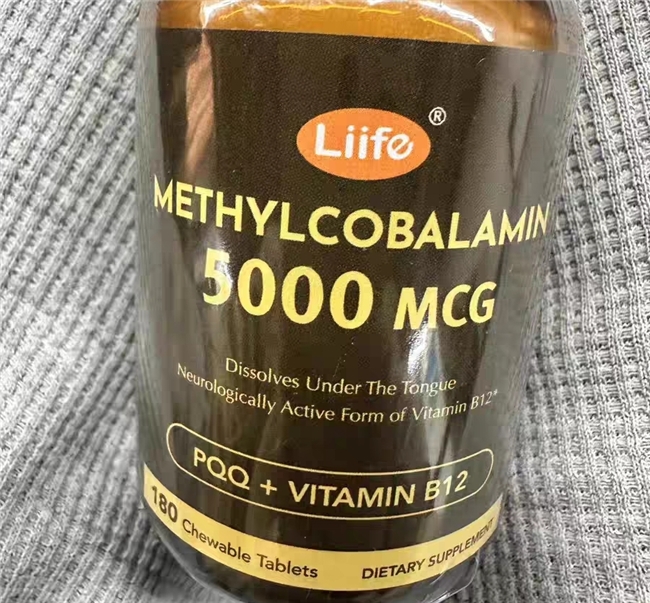 Liife®
METHYLCOBALAMIN
5000 MCG
Dissolves Under The Tongue
Neurologically Active Form of Vitamin B12*
PQQ + VITAMIN B12
180 Chewable Tablets DIETARY SUPPLEMENT